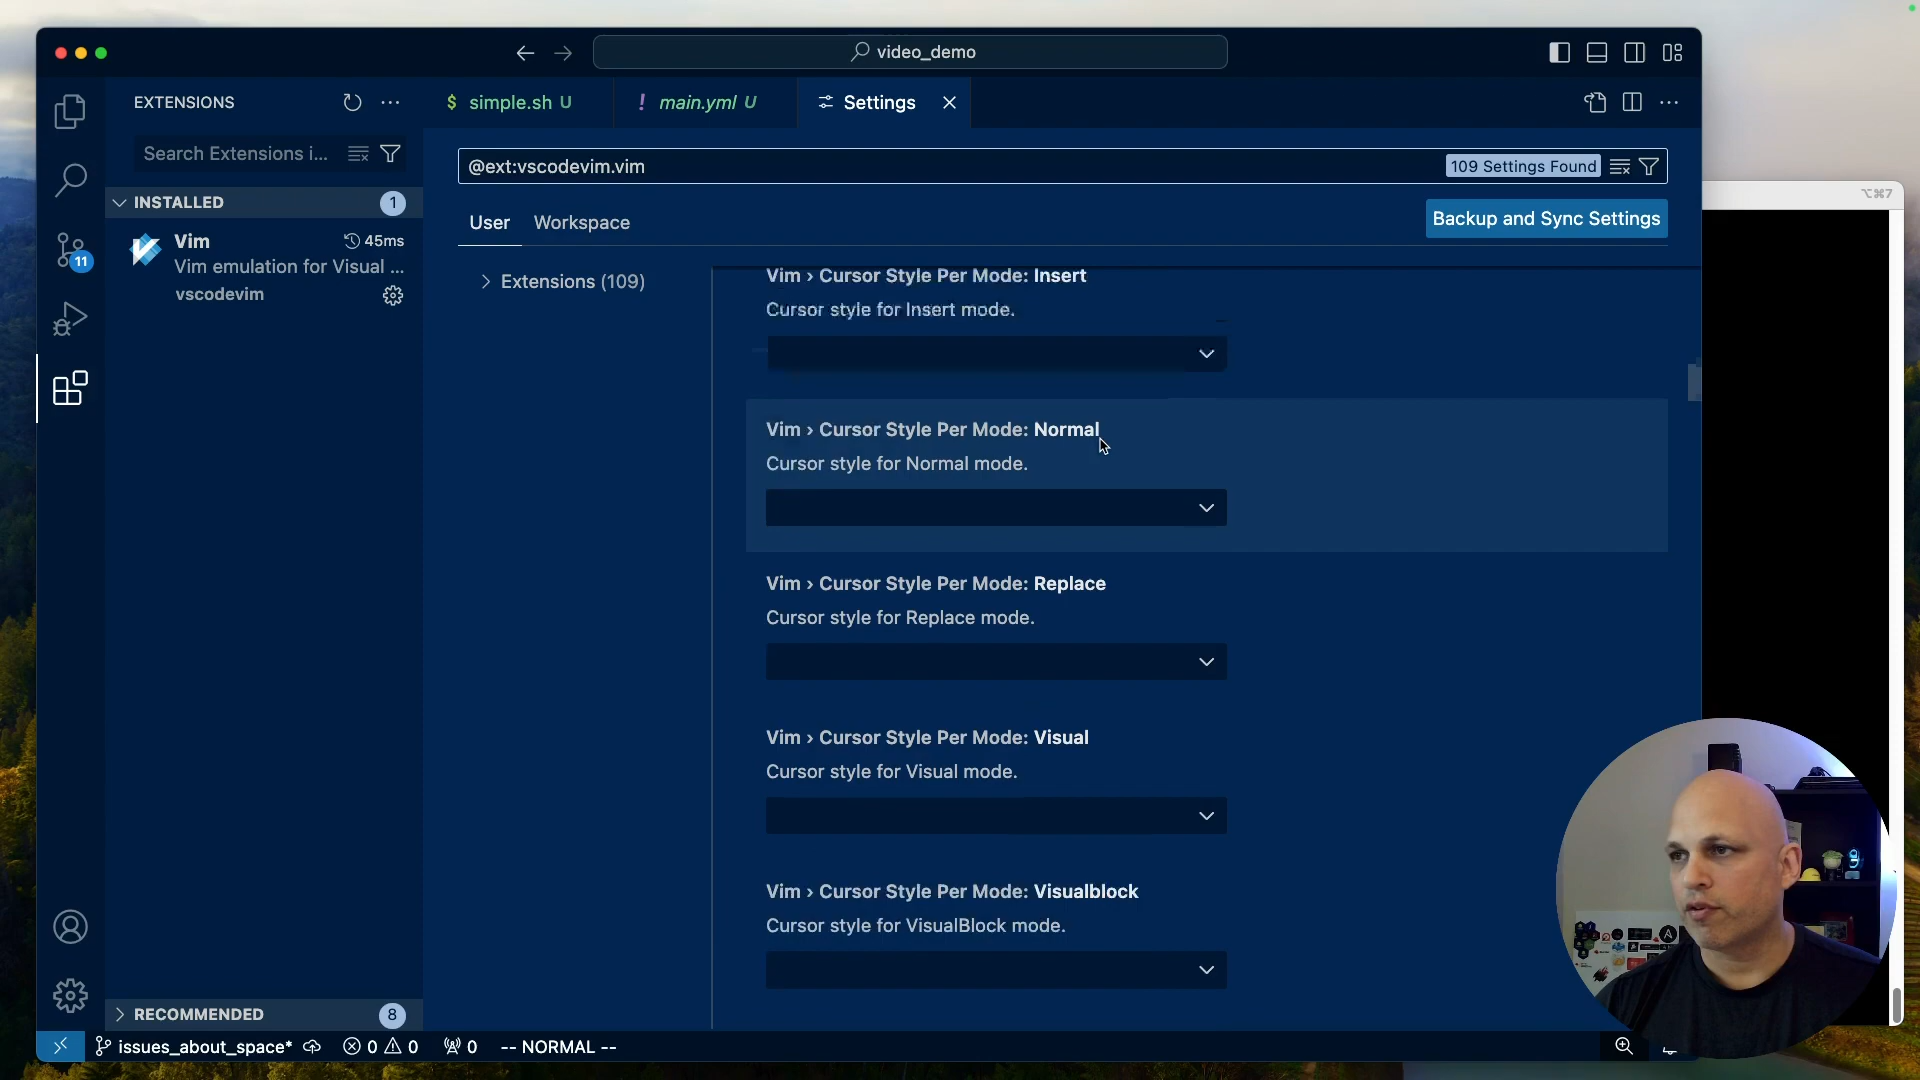 video_demo
EXTENSIONS
$ simple.sh U
! main.yml U
Settings
Search Extensions i...
@ext:vscodevim.vim
109 Settings Found
INSTALLED
1
User
Workspace
Backup and Sync Settings
⌥⌘7
Vim
45ms
Vim emulation for Visual ...
vscodevim
11
Extensions (109)
Vim › Cursor Style Per Mode: Insert
Cursor style for Insert mode.
Vim › Cursor Style Per Mode: Normal
Cursor style for Normal mode.
Vim › Cursor Style Per Mode: Replace
Cursor style for Replace mode.
Vim › Cursor Style Per Mode: Visual
Cursor style for Visual mode.
Vim › Cursor Style Per Mode: Visualblock
Cursor style for VisualBlock mode.
RECOMMENDED
8
issues_about_space*
0
0
0
-- NORMAL --